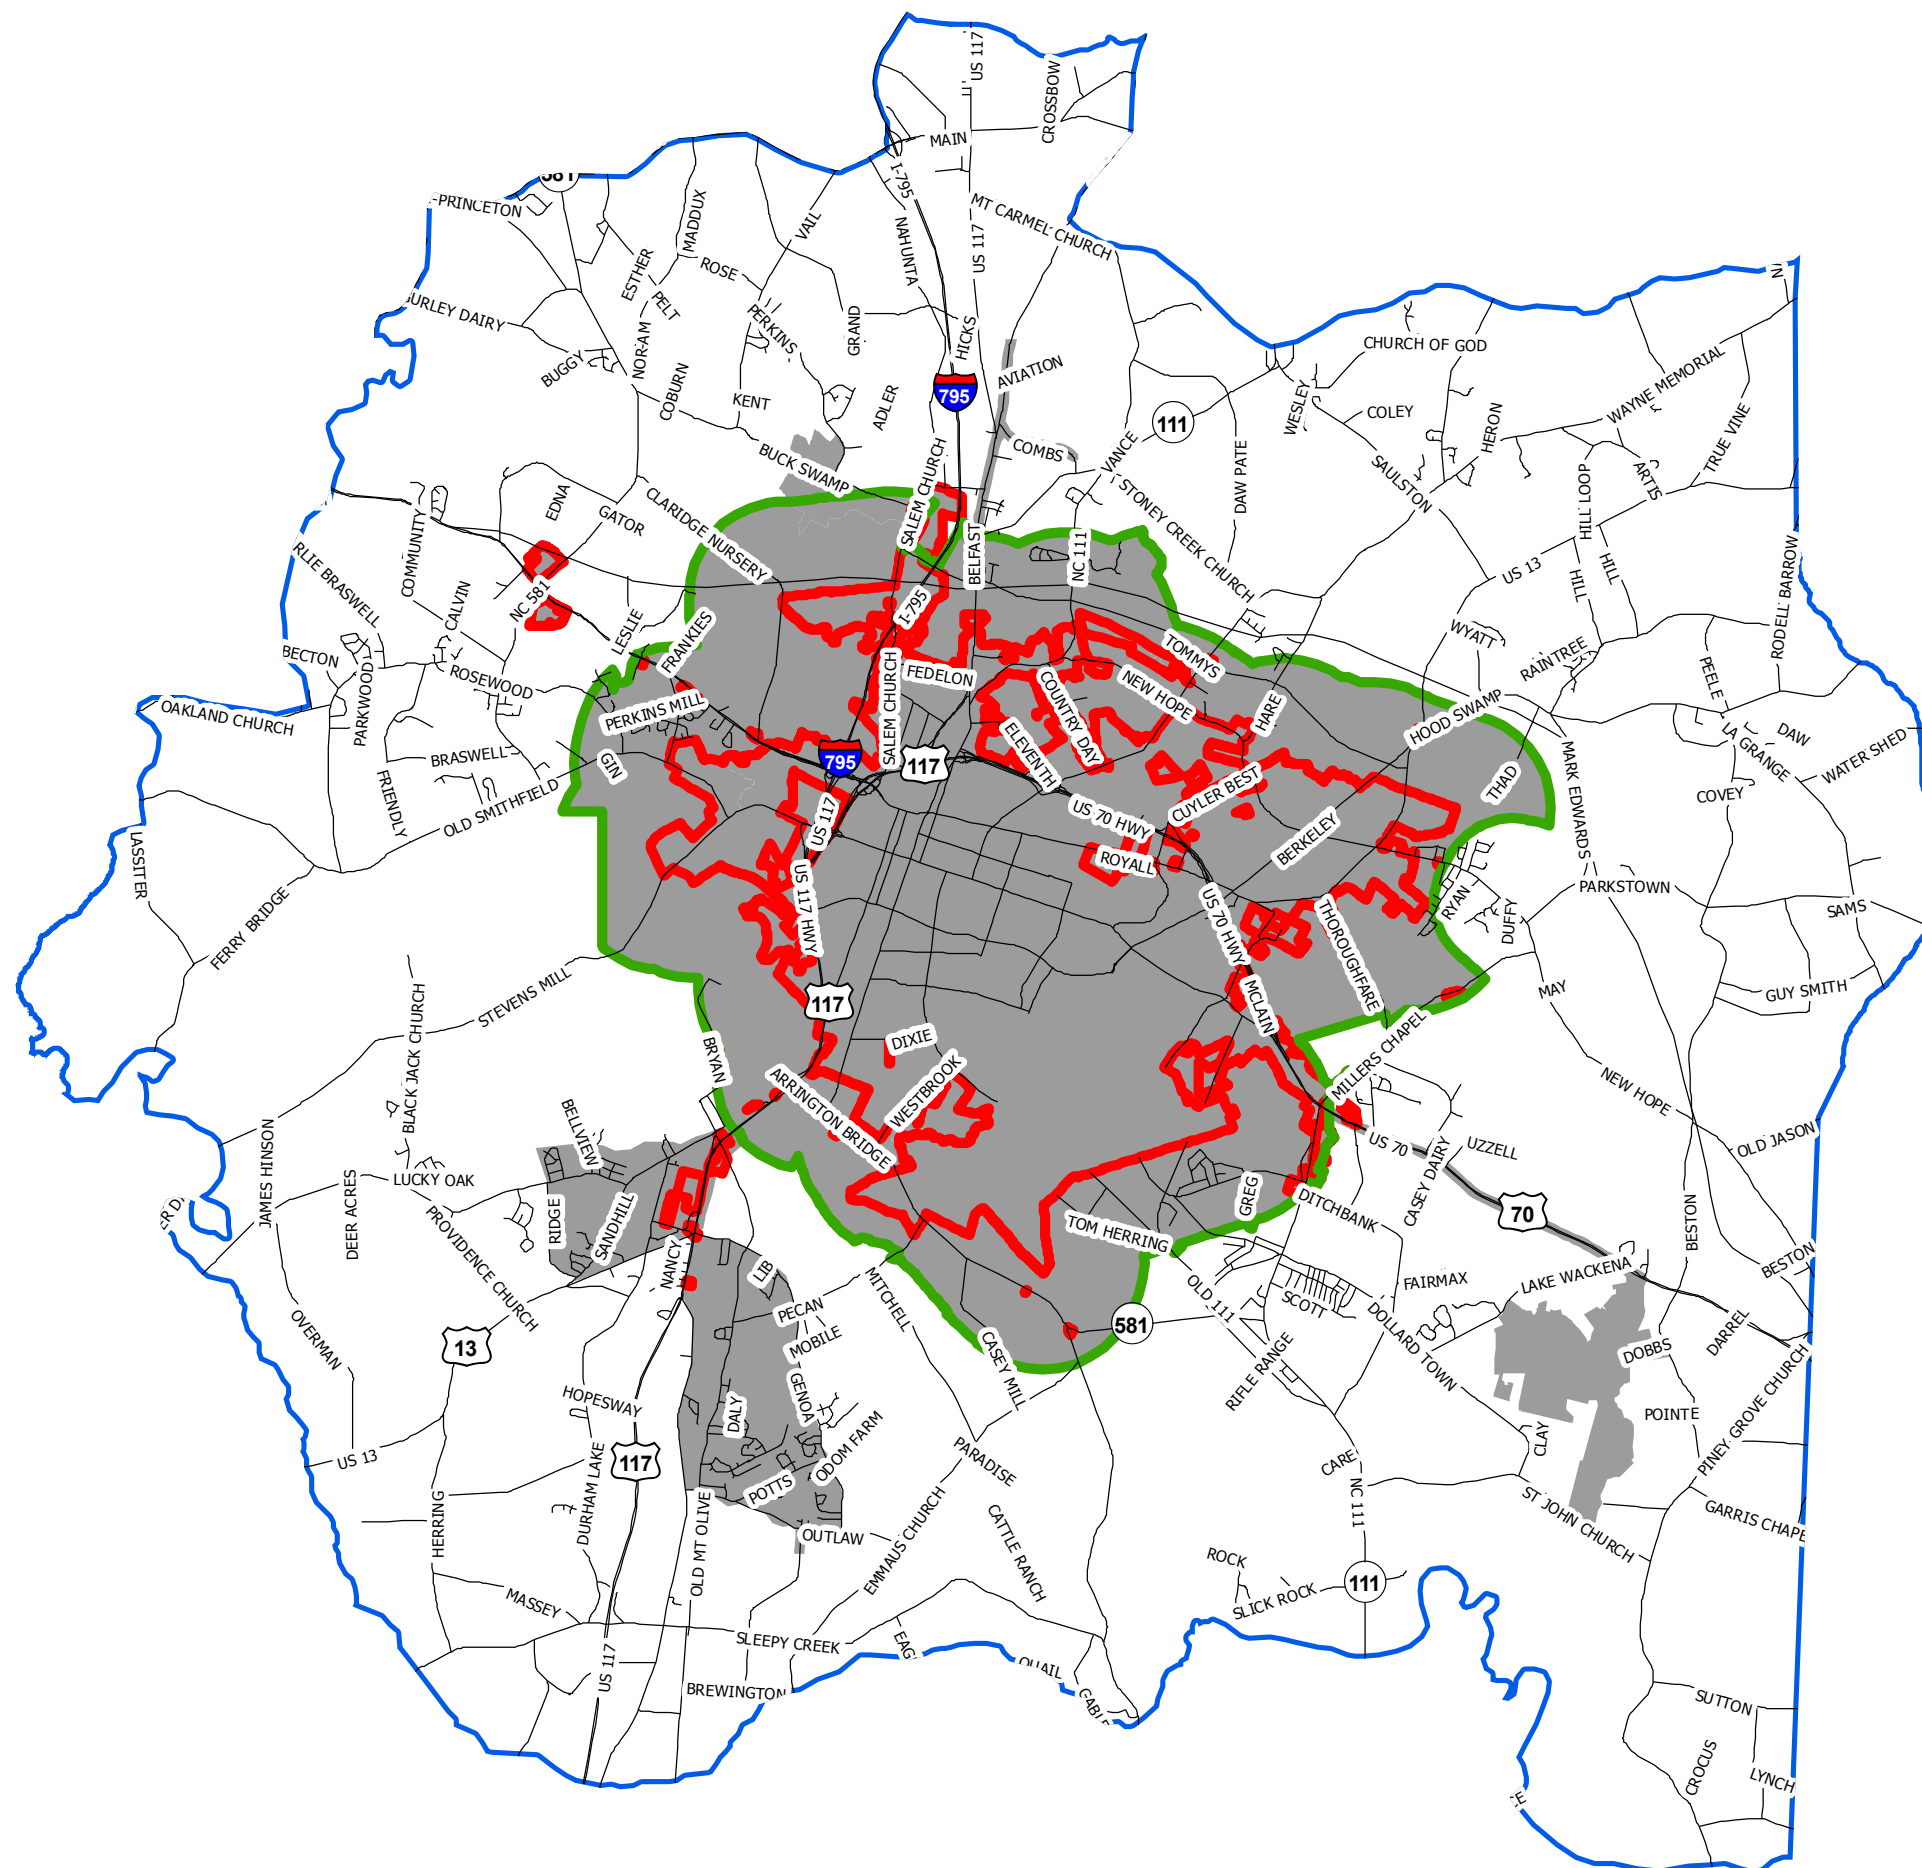 US 117
CROSSBOW
MAIN
I-795
PRINCETON
MADDUX
VAIL
NAHUNTA
US 117
MT CARMEL CHURCH
ESTHER
ROSE
PELT
PERKINS
GRAND
HICKS
URLEY DAIRY
NOR-AM
BUGGY
COBURN
KENT
ADLER
795
AVIATION
111
CHURCH OF GOD
WAYNE MEMORIAL
WESLEY
COLEY
HERON
TRUE VINE
COMBS
VANCE
DAW PATE
SAULSTON
ARTIS
HILL LOOP
BUCK SWAMP
SALEM CHURCH
STONEY CREEK CHURCH
EDNA
GATOR
CLARIDGE NURSERY
COMMUNITY
BELFAST
NC 111
US 13
HILL
HILL
RODELL BARROW
RLIE BRASWELL
CALVIN
NC 581
LESLIE
FRANKIES
I-795
TOMMYS
WYATT
RAINTREE
PEELE
BECTON
PARKWOOD
ROSEWOOD
SALEM CHURCH
FEDELON
COUNTRY DAY
NEW HOPE
HARE
HOOD SWAMP
LA GRANGE
DAW
WATER SHED
OAKLAND CHURCH
PERKINS MILL
BRASWELL
GIN
795
117
ELEVENTH
US 70 HWY
CUYLER BEST
THAD
MARK EDWARDS
COVEY
FRIENDLY
OLD SMITHFIELD
US 117
ROYALL
BERKELEY
LASSITER
FERRY BRIDGE
US 117 HWY
US 70 HWY
THOROUGHFARE
RYAN
DUFFY
PARKSTOWN
SAMS
STEVENS MILL
117
MCLAIN
MAY
GUY SMITH
BLACK JACK CHURCH
BRYAN
DIXIE
WESTBROOK
ARRINGTON BRIDGE
MILLERS CHAPEL
NEW HOPE
JAMES HINSON
BELLVIEW
US 70
UZZELL
OLD JASON
DEER ACRES
LUCKY OAK
PROVIDENCE CHURCH
RIDGE
SANDHILL
NANCY
LIB
GREG
DITCHBANK
CASEY DAIRY
70
BESTON
BESTON
TOM HERRING
OLD 111
SCOTT
FAIRMAX
LAKE WACKENA
OVERMAN
13
PECAN
MOBILE
MITCHELL
CASEY MILL
581
RIFLE RANGE
DOLLARD TOWN
DOBBS
DARREL
HOPESWAY
DALY
GENOA
ODOM FARM
POINTE
PINEY GROVE CHURCH
US 13
117
DURHAM LAKE
POTTS
PARADISE
CARE
NC 111
CLAY
HERRING
OLD MT OLIVE
OUTLAW
EMMAUS CHURCH
CATTLE RANCH
ST JOHN CHURCH
GARRIS CHAPE
MASSEY
ROCK
SLICK ROCK
111
SLEEPY CREEK
US 117
BREWINGTON
QUAIL
SUTTON
CROCUS
LYNCH